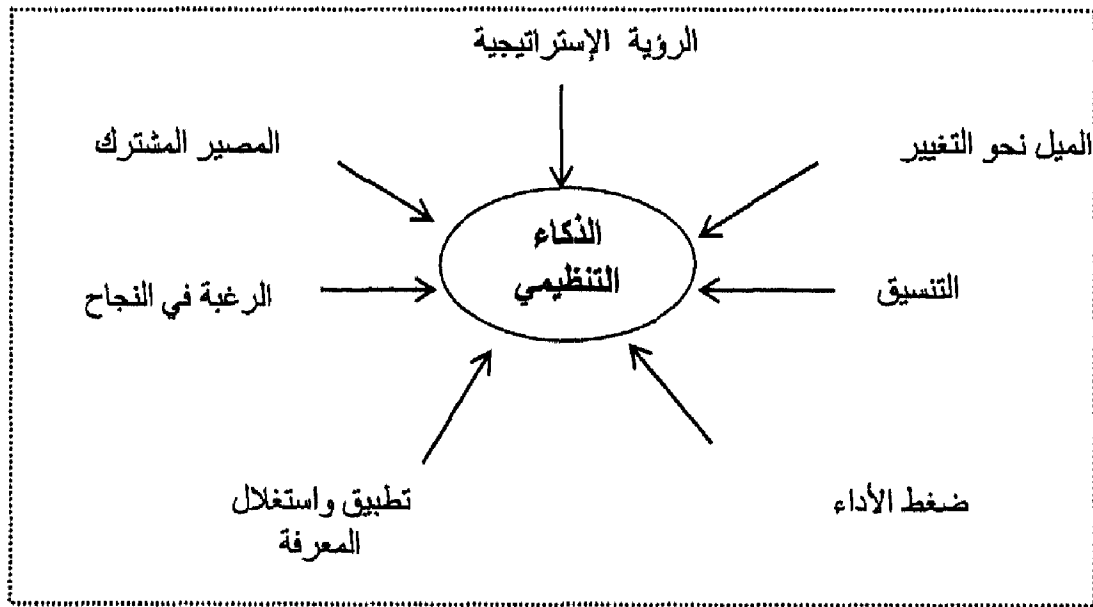 الرؤية الإستراتيجية
الميل نحو التغيير
المصير المشترك
الذكاء
التنظيمي
التنسيق
الرغبة في النجاح
ضغط الأداء
تطبيق واستغلال
المعرفة